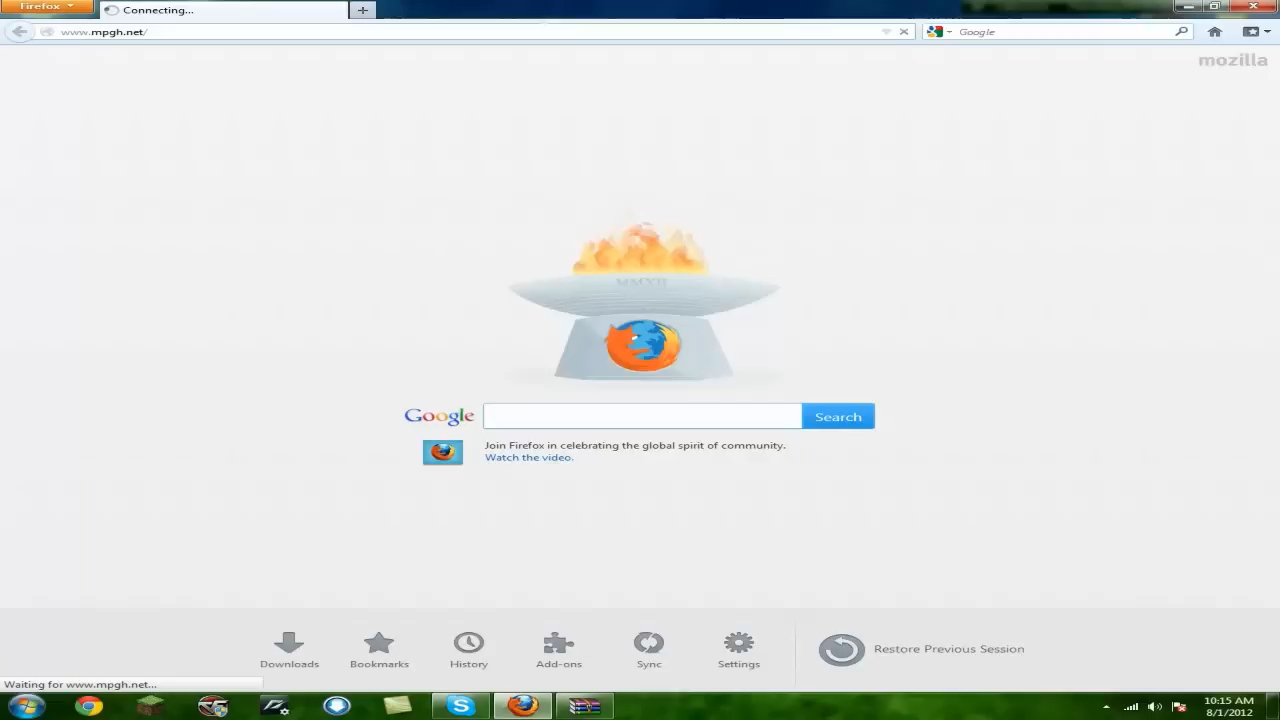 Firefox
Connecting...
www.mpgh.net/
Google
mozilla
MMXII
Google
Search
Join Firefox in celebrating the global spirit of community.
Watch the video.
Downloads
Bookmarks
History
Add-ons
Sync
Settings
Restore Previous Session
Waiting for www.mpgh.net...
10:15 AM
8/1/2012